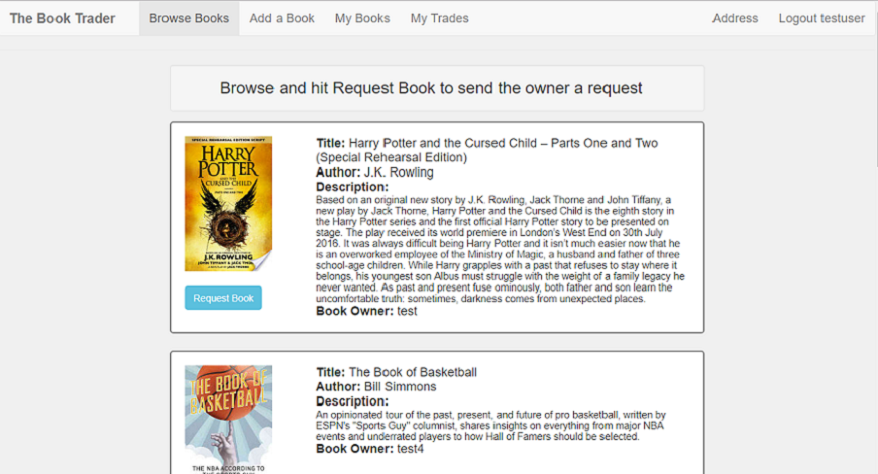 The Book Trader Browse Books Add a Book My Books My Trades Address Logout testuser
Browse and hit Request Book to send the owner a request
SPECIAL REHEARSAL EDITION SCRIPT
HARRY
POTTER
AND THE
CURSED CHILD
PARTS ONE AND TWO
J.K. ROWLING
JOHN TIFFANY & JACK THORNE
Request Book
Title: Harry Potter and the Cursed Child – Parts One and Two
(Special Rehearsal Edition)
Author: J.K. Rowling
Description:
Based on an original new story by J.K. Rowling, Jack Thorne and John Tiffany, a
new play by Jack Thorne, Harry Potter and the Cursed Child is the eighth story in
the Harry Potter series and the first official Harry Potter story to be presented on
stage. The play received its world premiere in London's West End on 30th July
2016. It was always difficult being Harry Potter and it isn't much easier now that he
is an overworked employee of the Ministry of Magic, a husband and father of three
school-age children. While Harry grapples with a past that refuses to stay where it
belongs, his youngest son Albus must struggle with the weight of a family legacy he
never wanted. As past and present fuse ominously, both father and son learn the
uncomfortable truth: sometimes, darkness comes from unexpected places.
Book Owner: test
THE BOOK OF
BASKETBALL
THE NBA ACCORDING TO
Title: The Book of Basketball
Author: Bill Simmons
Description:
An opinionated tour of the past, present, and future of pro basketball, written by
ESPN's "Sports Guy" columnist, shares insights on everything from major NBA
events and underrated players to how Hall of Famers should be selected.
Book Owner: test4